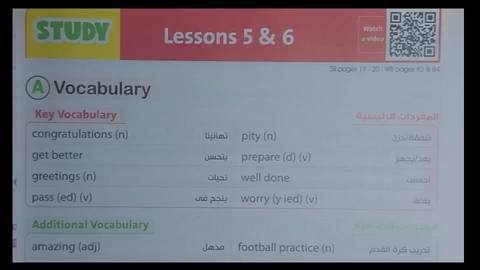 STUDY
Lessons 5 & 6
Watch a video
SB pages 19 - 20 | WB pages 83 & 84
A Vocabulary
Key Vocabulary المفردات الرئيسية
congratulations (n) تهانينا pity (n) شفقة/حزن
get better يتحسن prepare (d) (v) يعد/يجهز
greetings (n) تحيات well done أحسنت
pass (ed) (v) ينجح في worry (y ied) (v) يقلق
Additional Vocabulary
amazing (adj) مذهل football practice (n) تدريب كرة القدم